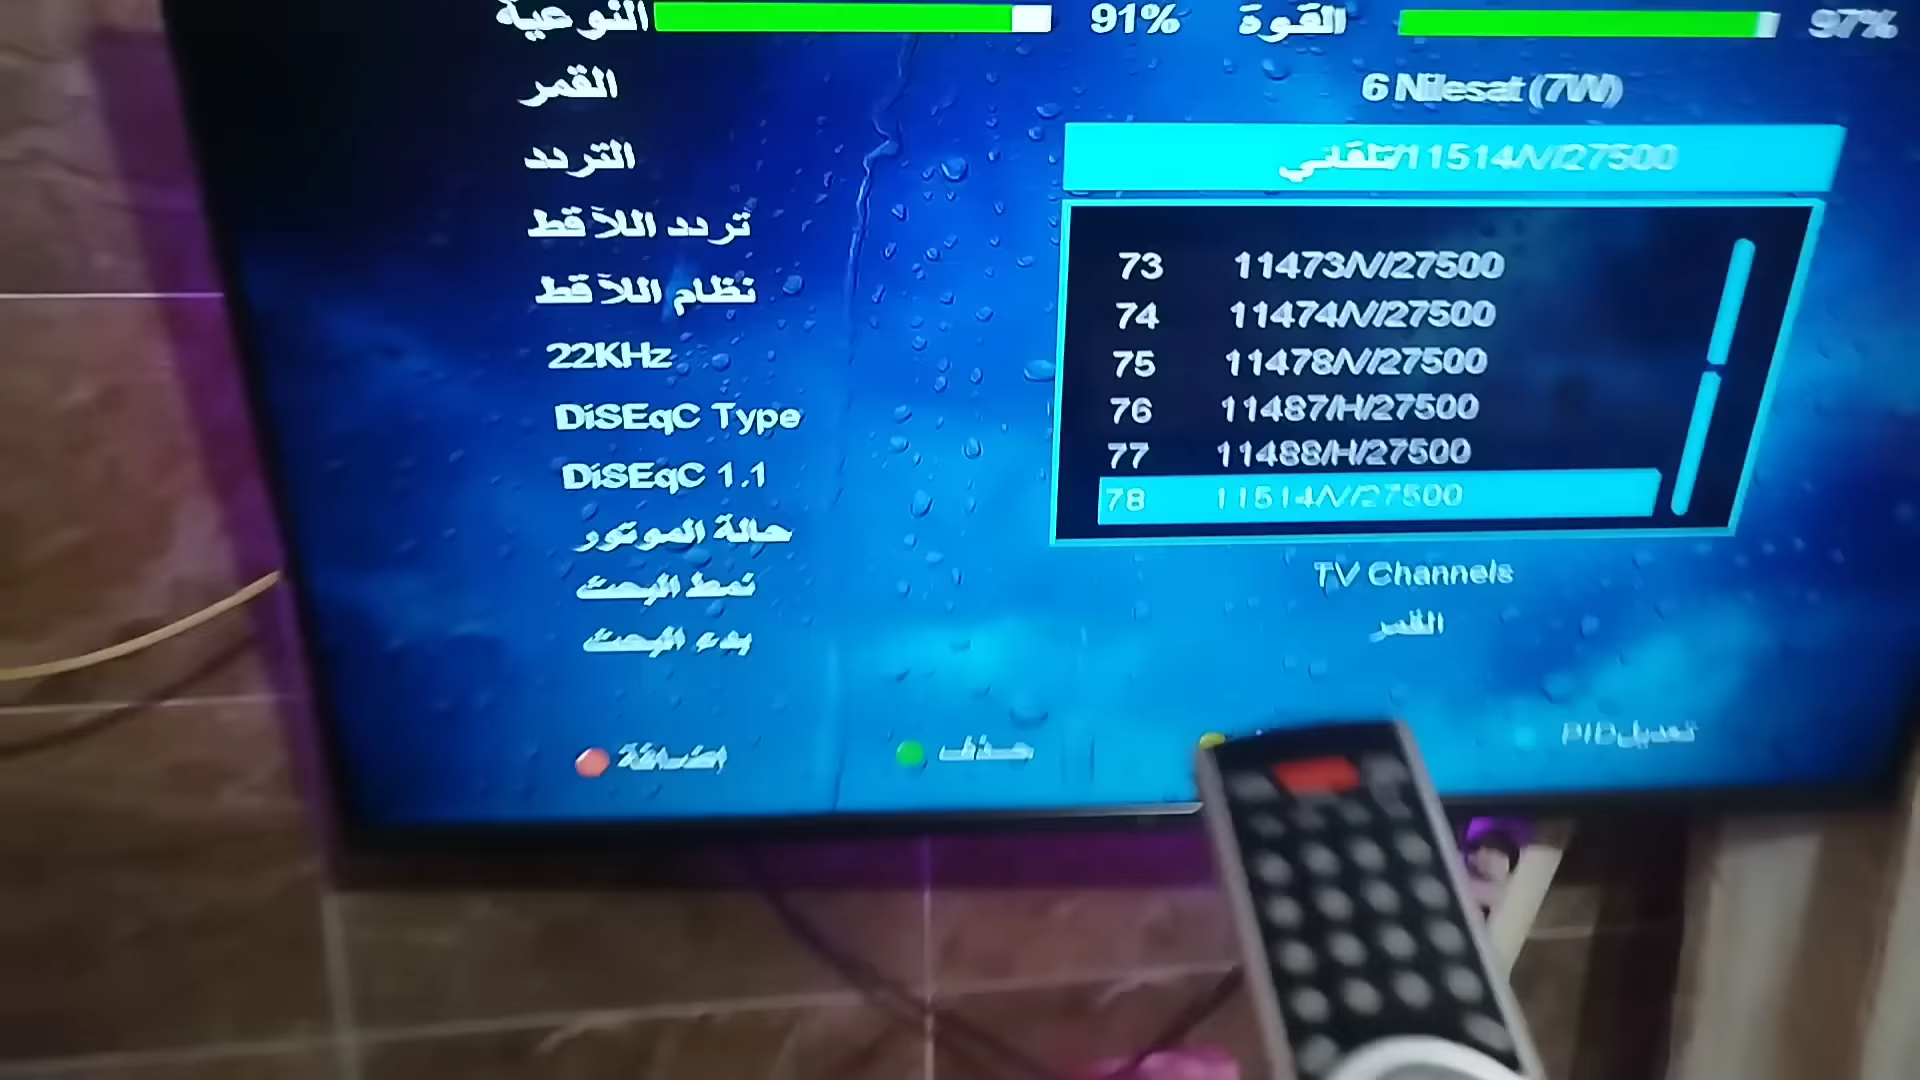 النوعية 91% القوة 97%
القمر 6 Nilesat (7W)
التردد تلقائي/11514/V/27500
تردد اللاقط
73 11473/V/27500
نظام اللاقط
74 11474/V/27500
22KHz
75 11478/V/27500
DiSEqC Type
76 11487/H/27500
77 11488/H/27500
DiSEqC 1.1
78 11514/V/27500
حالة الموتور
نمط البحث TV Channels
بدء البحث القمر
اضافة حذف تعديل PID